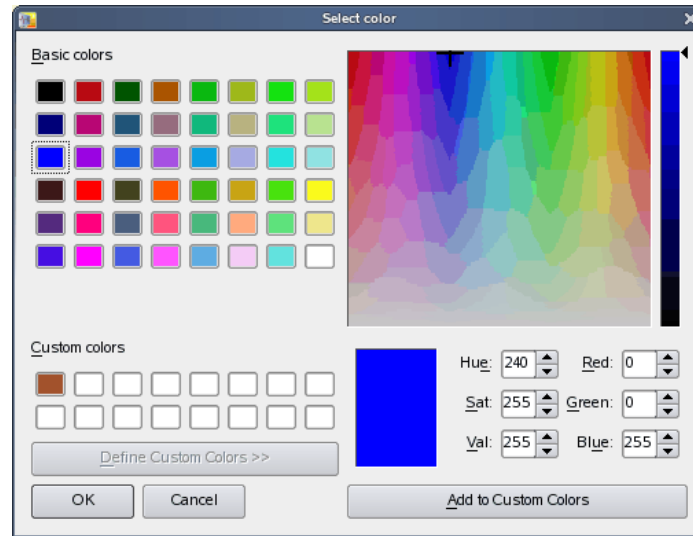 Select color
Basic colors
Custom colors
Define Custom Colors >>
OK Cancel
Hue: 240 Red: 0
Sat: 255 Green: 0
Val: 255 Blue: 255
Add to Custom Colors